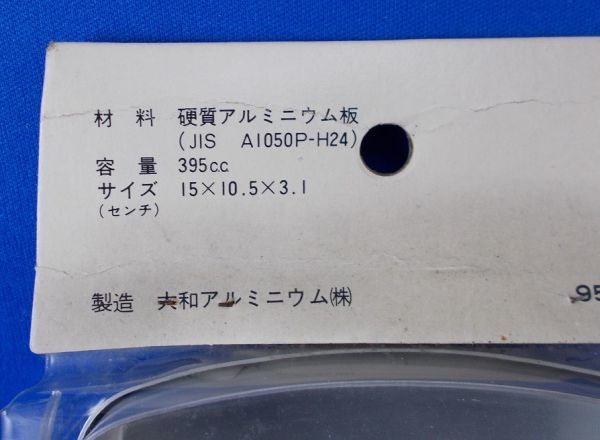 材料 硬質アルミニウム板
(JIS A1050P-H24)
容量 395c.c.
サイズ 15×10.5×3.1
(センチ)
製造 大和アルミニウム㈱
95